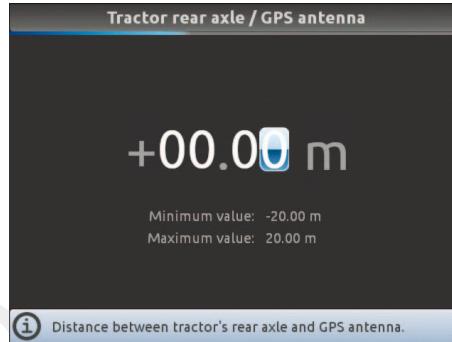 Tractor rear axle / GPS antenna
+00.00 m
Minimum value: -20.00 m
Maximum value: 20.00 m
i Distance between tractor's rear axle and GPS antenna.